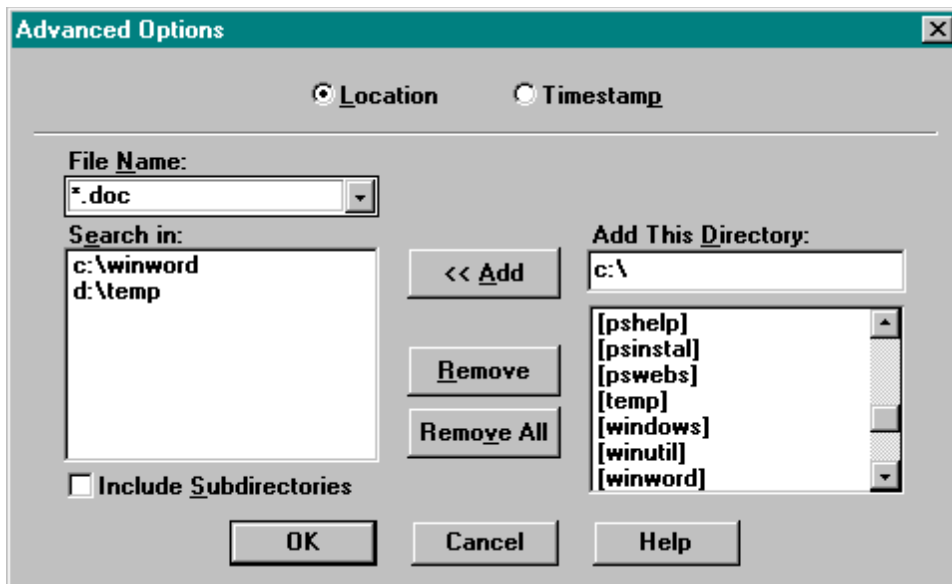 Advanced Options
Location
Timestamp
File Name:
*.doc
Search in:
c:\winword
d:\temp
Include Subdirectories
<< Add
Remove
Remove All
Add This Directory:
c:\
[pshelp]
[psinstal]
[pswebs]
[temp]
[windows]
[winutil]
[winword]
OK
Cancel
Help